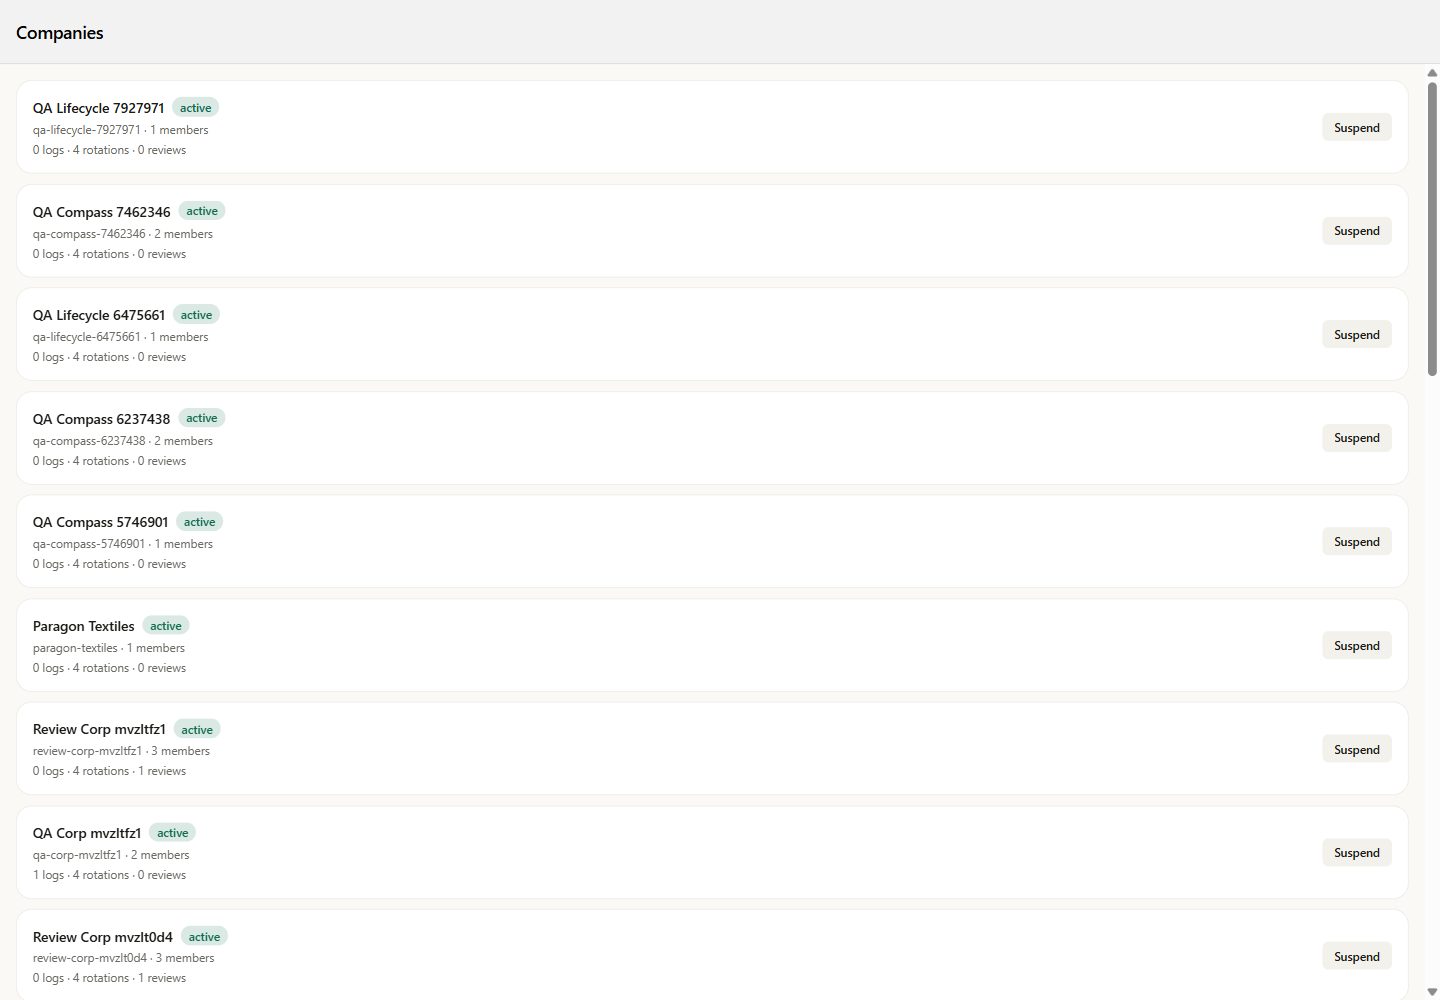 Companies
QA Lifecycle 7927971 active
qa-lifecycle-7927971 · 1 members
0 logs · 4 rotations · 0 reviews
Suspend
QA Compass 7462346 active
qa-compass-7462346 · 2 members
0 logs · 4 rotations · 0 reviews
Suspend
QA Lifecycle 6475661 active
qa-lifecycle-6475661 · 1 members
0 logs · 4 rotations · 0 reviews
Suspend
QA Compass 6237438 active
qa-compass-6237438 · 2 members
0 logs · 4 rotations · 0 reviews
Suspend
QA Compass 5746901 active
qa-compass-5746901 · 1 members
0 logs · 4 rotations · 0 reviews
Suspend
Paragon Textiles active
paragon-textiles · 1 members
0 logs · 4 rotations · 0 reviews
Suspend
Review Corp mvzltfz1 active
review-corp-mvzltfz1 · 3 members
0 logs · 4 rotations · 1 reviews
Suspend
QA Corp mvzltfz1 active
qa-corp-mvzltfz1 · 2 members
1 logs · 4 rotations · 0 reviews
Suspend
Review Corp mvzlt0d4 active
review-corp-mvzlt0d4 · 3 members
0 logs · 4 rotations · 1 reviews
Suspend